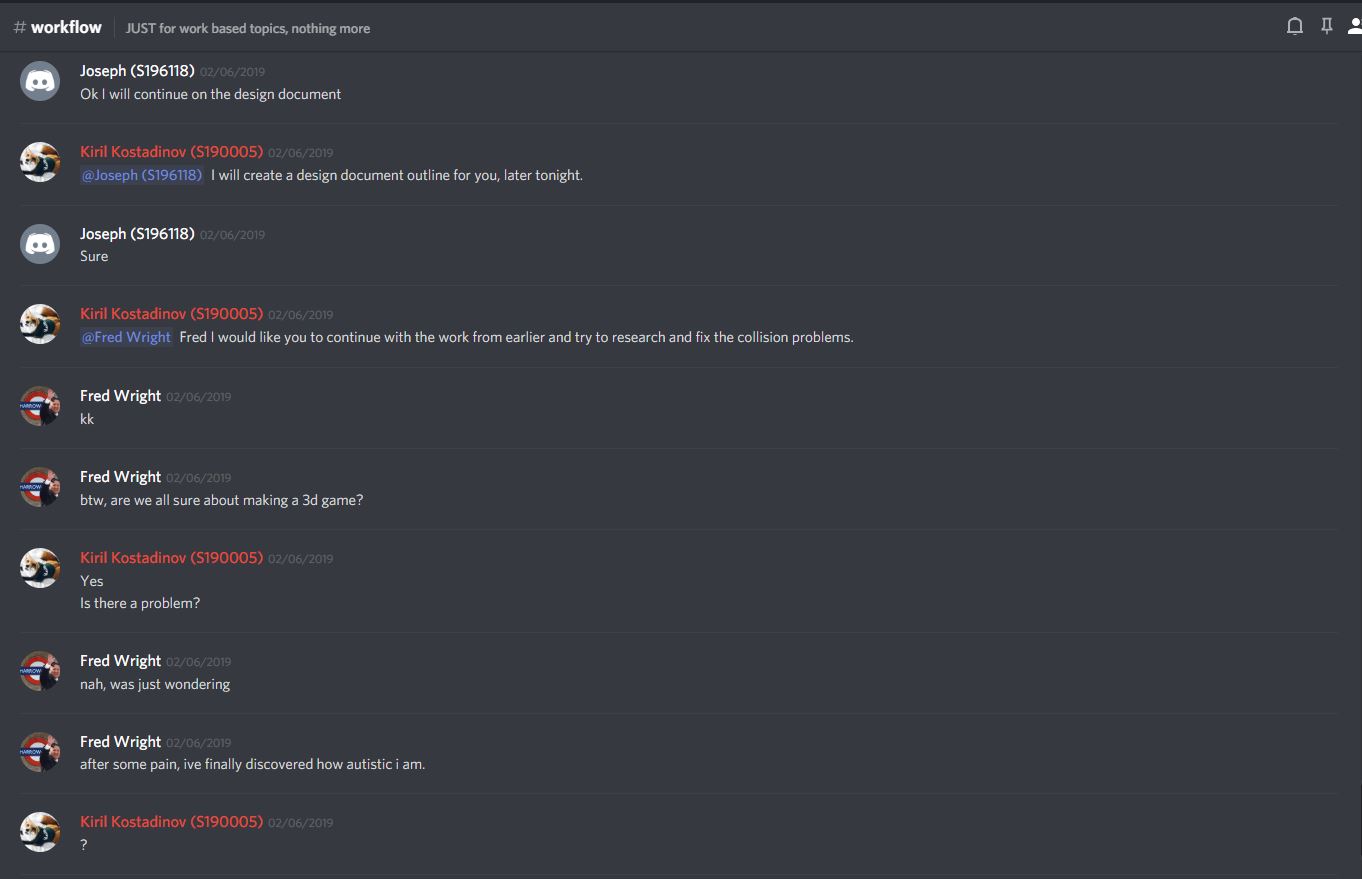 # workflow JUST for work based topics, nothing more
Joseph (S196118) 02/06/2019
Ok I will continue on the design document
Kiril Kostadinov (S190005) 02/06/2019
@Joseph (S196118) I will create a design document outline for you, later tonight.
Joseph (S196118) 02/06/2019
Sure
Kiril Kostadinov (S190005) 02/06/2019
@Fred Wright Fred I would like you to continue with the work from earlier and try to research and fix the collision problems.
HARROW
Fred Wright 02/06/2019
kk
HARROW
Fred Wright 02/06/2019
btw, are we all sure about making a 3d game?
Kiril Kostadinov (S190005) 02/06/2019
Yes
Is there a problem?
HARROW
Fred Wright 02/06/2019
nah, was just wondering
HARROW
Fred Wright 02/06/2019
after some pain, ive finally discovered how autistic i am.
Kiril Kostadinov (S190005) 02/06/2019
?